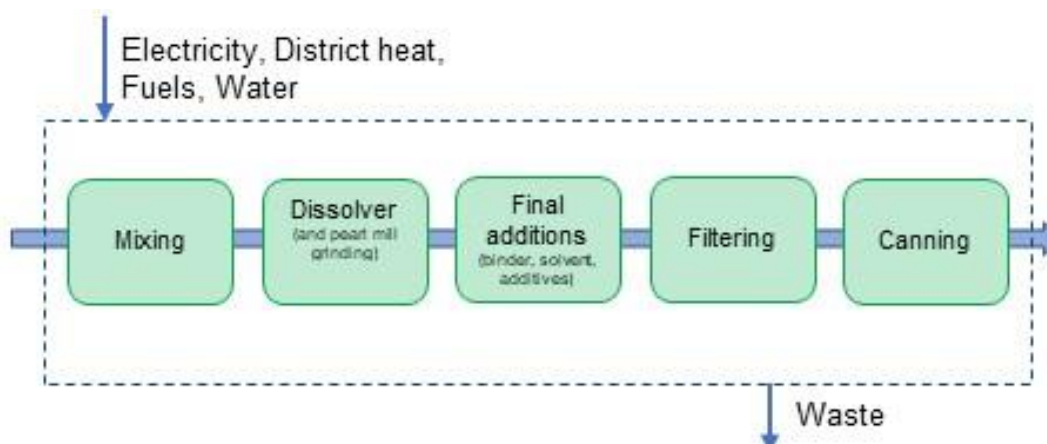 Electricity, District heat,
Fuels, Water
Mixing
Dissolver
(and pearl mill
grinding)
Final
additions
(binder, solvent,
additives)
Filtering
Canning
Waste